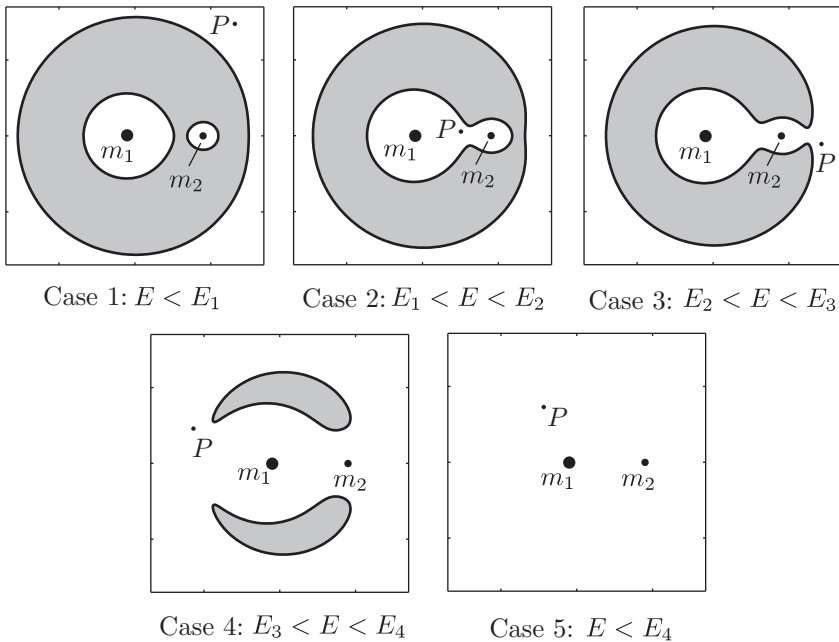 P
m₁
m₂
Case 1: E < E₁
P
m₁
m₂
Case 2: E₁ < E < E₂
P
m₁
m₂
Case 3: E₂ < E < E₃
P
m₁
m₂
Case 4: E₃ < E < E₄
P
m₁
m₂
Case 5: E < E₄